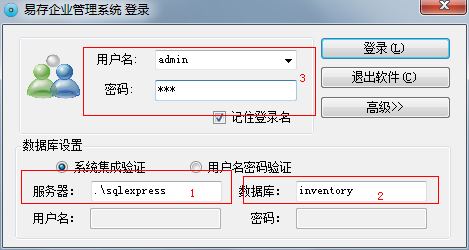 易存企业管理系统 登录
用户名： admin 登录(L)
密码： *** 3 退出软件(C)
记住登录名 高级>>
数据库设置
系统集成验证 用户名密码验证
服务器： .\sqlexpress 1 数据库： inventory 2
用户名： 密码：